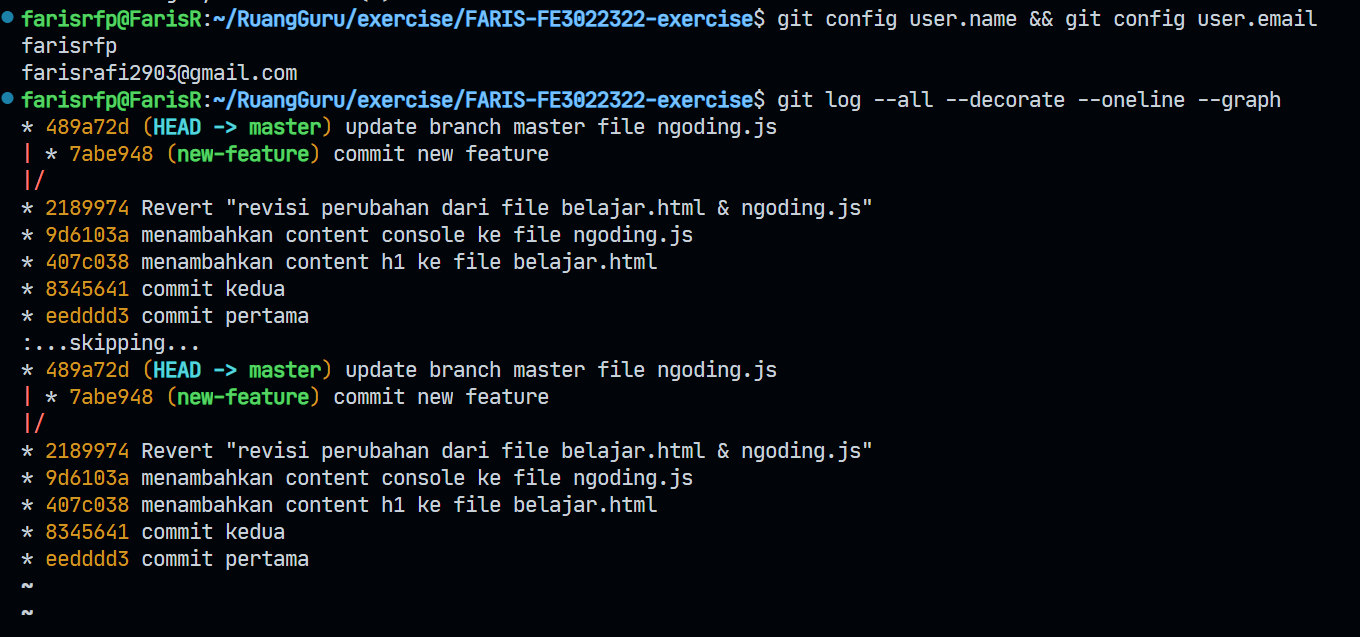 farisrfp@FarisR:~/RuangGuru/exercise/FARIS-FE3022322-exercise$ git config user.name && git config user.email
farisrfp
farisrafi2903@gmail.com
farisrfp@FarisR:~/RuangGuru/exercise/FARIS-FE3022322-exercise$ git log --all --decorate --oneline --graph
* 489a72d (HEAD -> master) update branch master file ngoding.js
| * 7abe948 (new-feature) commit new feature
|/
* 2189974 Revert "revisi perubahan dari file belajar.html & ngoding.js"
* 9d6103a menambahkan content console ke file ngoding.js
* 407c038 menambahkan content h1 ke file belajar.html
* 8345641 commit kedua
* eedddd3 commit pertama
:...skipping...
* 489a72d (HEAD -> master) update branch master file ngoding.js
| * 7abe948 (new-feature) commit new feature
|/
* 2189974 Revert "revisi perubahan dari file belajar.html & ngoding.js"
* 9d6103a menambahkan content console ke file ngoding.js
* 407c038 menambahkan content h1 ke file belajar.html
* 8345641 commit kedua
* eedddd3 commit pertama
~
~